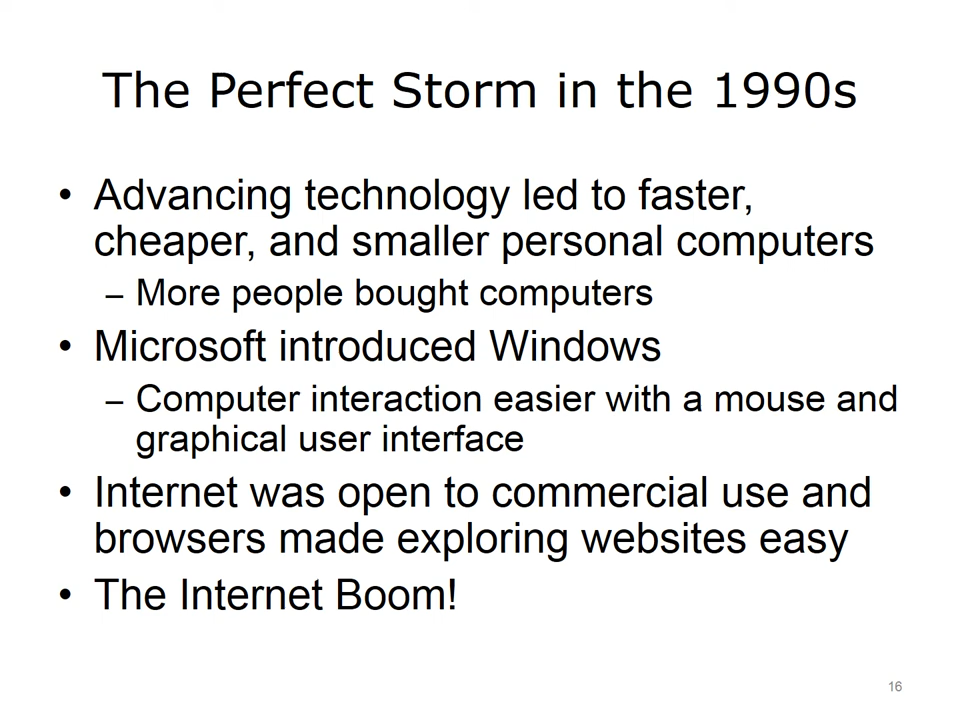 The Perfect Storm in the 1990s
• Advancing technology led to faster,
cheaper, and smaller personal computers
– More people bought computers
• Microsoft introduced Windows
– Computer interaction easier with a mouse and
graphical user interface
• Internet was open to commercial use and
browsers made exploring websites easy
• The Internet Boom!
16